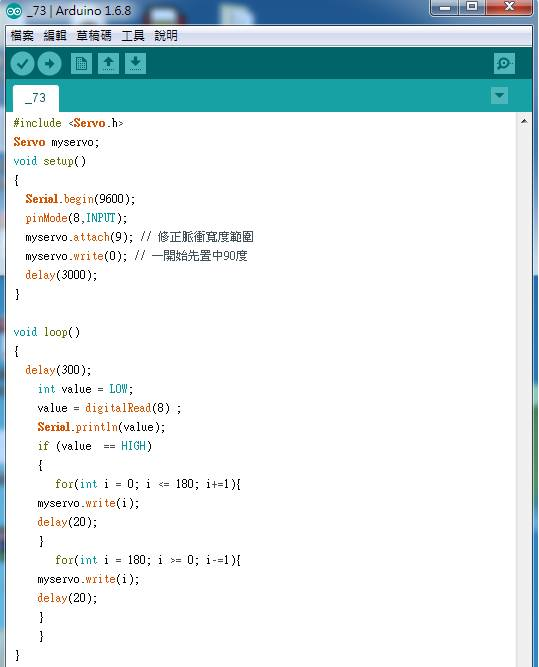 _73 | Arduino 1.6.8
檔案 編輯 草稿碼 工具 說明
_73
#include <Servo.h>
Servo myservo;
void setup()
{
  Serial.begin(9600);
  pinMode(8,INPUT);
  myservo.attach(9); // 修正脈衝寬度範圍
  myservo.write(0); // 一開始先置中90度
  delay(3000);
}

void loop()
{
  delay(300);
    int value = LOW;
    value = digitalRead(8) ;
    Serial.println(value);
    if (value  == HIGH)
    {
       for(int i = 0; i <= 180; i+=1){
    myservo.write(i);
    delay(20);
    }
       for(int i = 180; i >= 0; i-=1){
    myservo.write(i);
    delay(20);
    }
    }
}